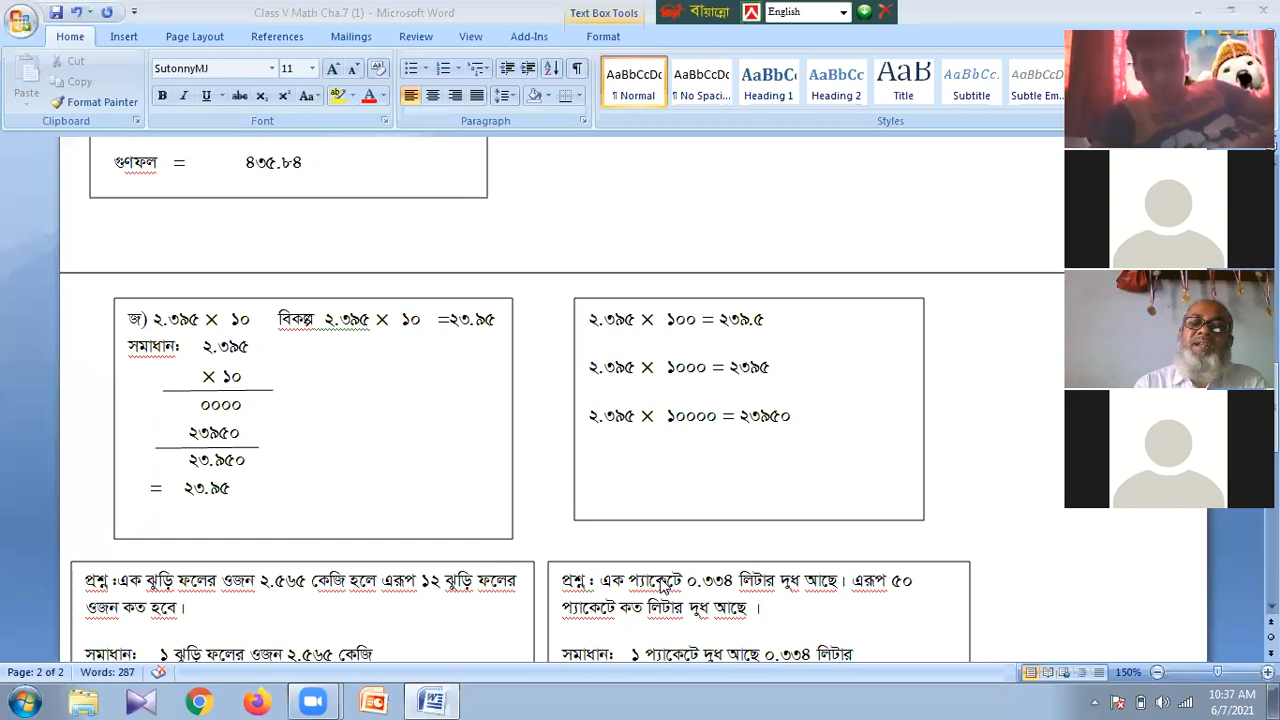 Class V Math Cha.7 (1) - Microsoft Word
Text Box Tools
বাঁয়ান্নো
English
Home Insert Page Layout References Mailings Review View Add-Ins Format
Cut
Copy
Format Painter
Paste
SutonnyMJ 11
AaBbCcDc AaBbCcDc AaBbC AaBbCc AaB AaBbCc. AaBbCcDc
¶ Normal ¶ No Spaci... Heading 1 Heading 2 Title Subtitle Subtle Em...
Clipboard Font Paragraph Styles
গুণফল = ৪৩৫.৮৪
জ) ২.৩৯৫ × ১০ বিকল্প ২.৩৯৫ × ১০ =২৩.৯৫
সমাধান: ২.৩৯৫
× ১০
০০০০
২৩৯৫০
২৩.৯৫০
= ২৩.৯৫
২.৩৯৫ × ১০০ = ২৩৯.৫
২.৩৯৫ × ১০০০ = ২৩৯৫
২.৩৯৫ × ১০০০০ = ২৩৯৫০
প্রশ্ন :এক ঝুড়ি ফলের ওজন ২.৫৬৫ কেজি হলে এরূপ ১২ ঝুড়ি ফলের
ওজন কত হবে।
সমাধান: ১ ঝুড়ি ফলের ওজন ২.৫৬৫ কেজি
প্রশ্ন : এক প্যাকেটে ০.৩৩৪ লিটার দুধ আছে। এরূপ ৫০
প্যাকেটে কত লিটার দুধ আছে ।
সমাধান: ১ প্যাকেটে দুধ আছে ০.৩৩৪ লিটার
Page: 2 of 2 Words: 287 150%
10:37 AM
6/7/2021